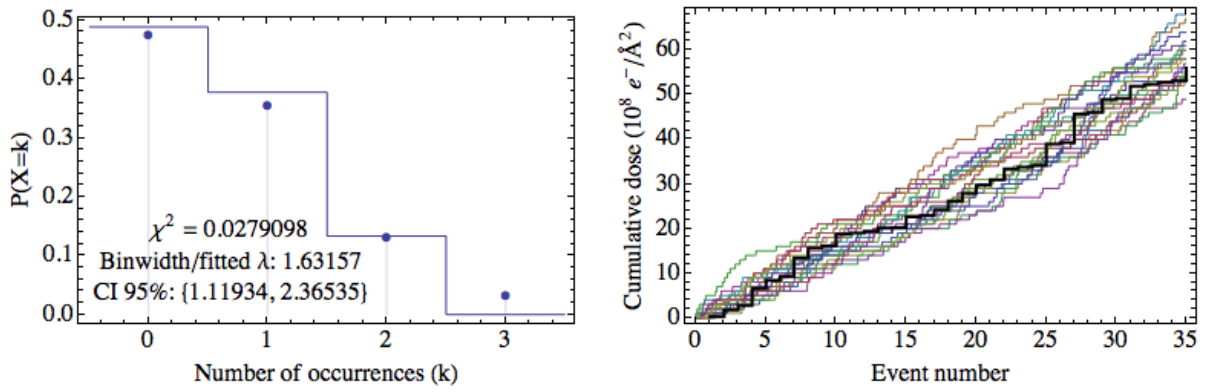 0.5
0.4
0.3
0.2
0.1
0.0
P(X=k)
χ² = 0.0279098
Binwidth/fitted λ: 1.63157
CI 95%: {1.11934, 2.36535}
0 1 2 3
Number of occurrences (k)
60
50
40
30
20
10
0
Cumulative dose (10⁸ e⁻/Å²)
0 5 10 15 20 25 30 35
Event number